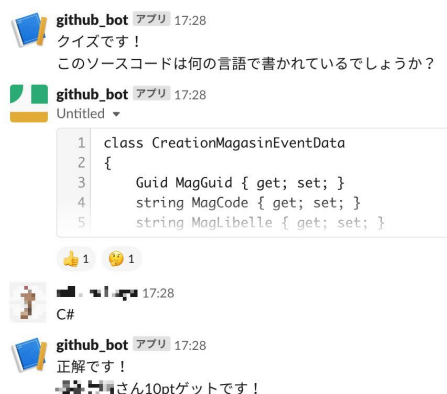 github_bot アプリ 17:28
クイズです！
このソースコードは何の言語で書かれているでしょうか？
github_bot アプリ 17:28
Untitled
1 class CreationMagasinEventData
2 {
3 Guid MagGuid { get; set; }
4 string MagCode { get; set; }
5 string MagLibelle { get; set; }
1 1
17:28
C#
github_bot アプリ 17:28
正解です！
さん10ptゲットです！